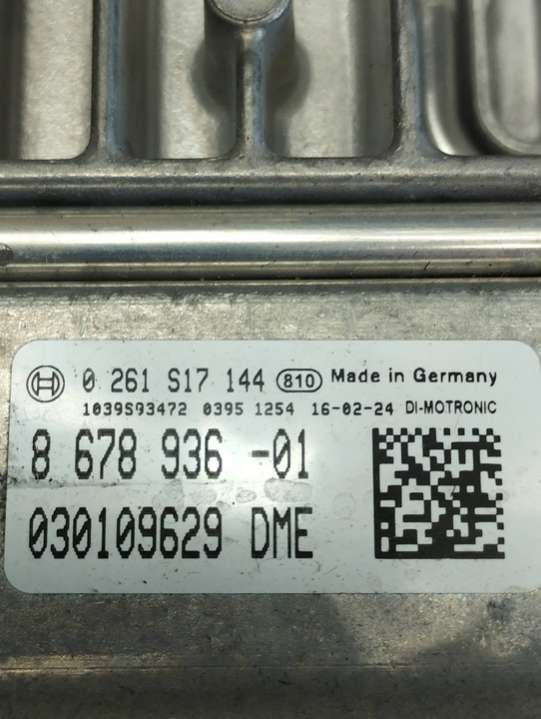 0 261 S17 144 810 Made in Germany
1039S93472 0395 1254 16-02-24 DI-MOTRONIC
8 678 936 -01
030109629 DME